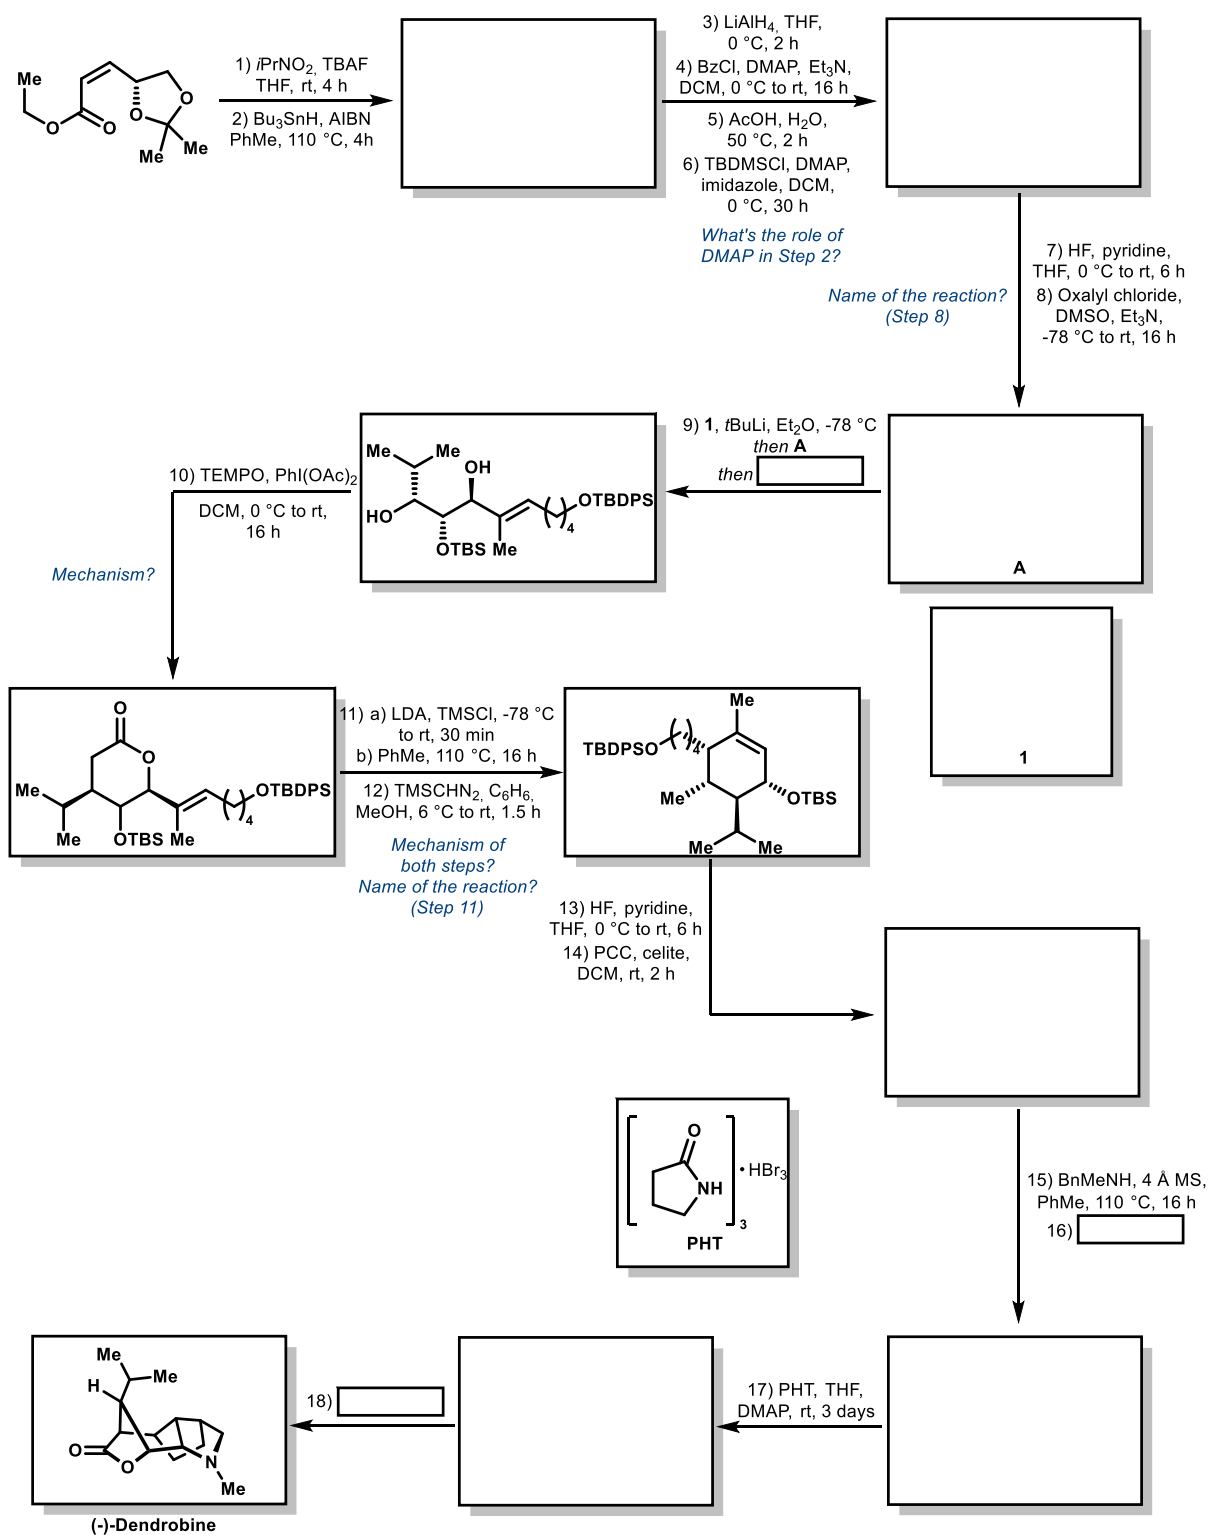 Me
O
O
O
O
Me
Me
1) iPrNO2, TBAF
THF, rt, 4 h
2) Bu3SnH, AIBN
PhMe, 110 °C, 4h
3) LiAlH4, THF,
0 °C, 2 h
4) BzCl, DMAP, Et3N,
DCM, 0 °C to rt, 16 h
5) AcOH, H2O,
50 °C, 2 h
6) TBDMSCl, DMAP,
imidazole, DCM,
0 °C, 30 h
What's the role of
DMAP in Step 2?
Name of the reaction?
(Step 8)
7) HF, pyridine,
THF, 0 °C to rt, 6 h
8) Oxalyl chloride,
DMSO, Et3N,
-78 °C to rt, 16 h
A
1
9) 1, tBuLi, Et2O, -78 °C
then A
then
Me
Me
OH
HO
OTBS
Me
4
OTBDPS
10) TEMPO, PhI(OAc)2
DCM, 0 °C to rt,
16 h
Mechanism?
O
O
Me
Me
OTBS
Me
4
OTBDPS
11) a) LDA, TMSCl, -78 °C
to rt, 30 min
b) PhMe, 110 °C, 16 h
12) TMSCHN2, C6H6,
MeOH, 6 °C to rt, 1.5 h
Mechanism of
both steps?
Name of the reaction?
(Step 11)
Me
TBDPSO
4
Me
OTBS
Me
Me
13) HF, pyridine,
THF, 0 °C to rt, 6 h
14) PCC, celite,
DCM, rt, 2 h
O
NH
3
• HBr3
PHT
15) BnMeNH, 4 Å MS,
PhMe, 110 °C, 16 h
16)
17) PHT, THF,
DMAP, rt, 3 days
18)
Me
H
Me
O
O
N
Me
(-)-Dendrobine